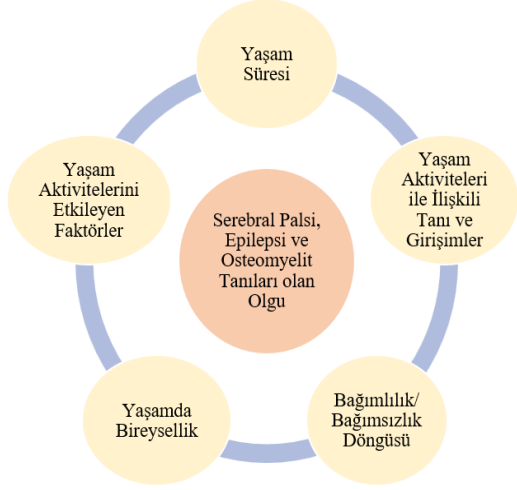 Yaşam
Süresi
Yaşam
Aktiviteleri
ile İlişkili
Tanı ve
Girişimler
Bağımlılık/
Bağımsızlık
Döngüsü
Yaşamda
Bireysellik
Yaşam
Aktivitelerini
Etkileyen
Faktörler
Serebral Palsi,
Epilepsi ve
Osteomyelit
Tanıları olan
Olgu